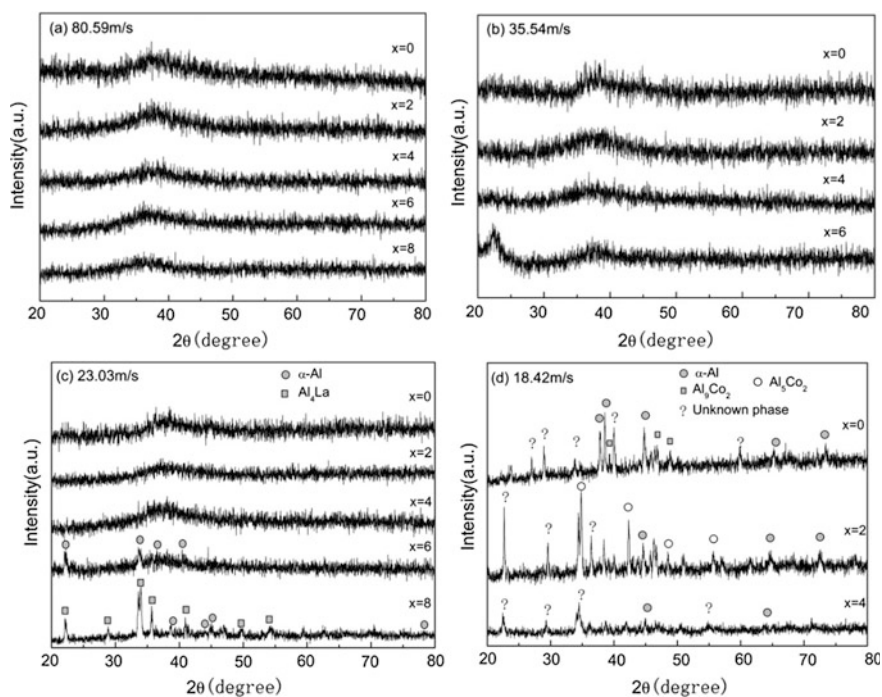 (a) 80.59m/s
x=0
x=2
x=4
x=6
x=8
Intensity(a.u.)
20 30 40 50 60 70 80
2θ(degree)
(b) 35.54m/s
x=0
x=2
x=4
x=6
Intensity(a.u.)
20 30 40 50 60 70 80
2θ(degree)
(c) 23.03m/s
α-Al
Al4La
x=0
x=2
x=4
x=6
x=8
Intensity(a.u.)
20 30 40 50 60 70 80
2θ(degree)
(d) 18.42m/s
α-Al
Al9Co2
Al5Co2
? Unknown phase
x=0
? ? ? ? ?
x=2
? ? ?
x=4
? ? ? ?
Intensity(a.u.)
20 30 40 50 60 70 80
2θ(degree)